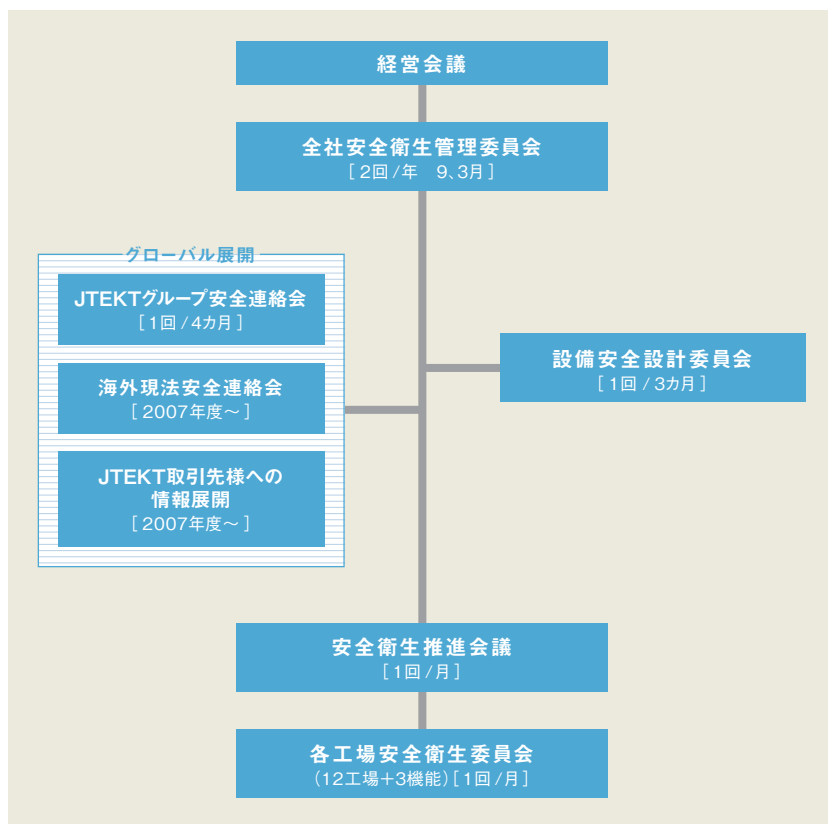 経営会議
全社安全衛生管理委員会
[ 2回 /年　9、3月 ]
グローバル展開
JTEKTグループ安全連絡会
[ 1回 / 4カ月 ]
海外現法安全連絡会
[ 2007年度～ ]
JTEKT取引先様への
情報展開
[ 2007年度～ ]
設備安全設計委員会
[ 1回 / 3カ月 ]
安全衛生推進会議
[ 1回 /月 ]
各工場安全衛生委員会
(12工場＋3機能) [ 1回 /月 ]